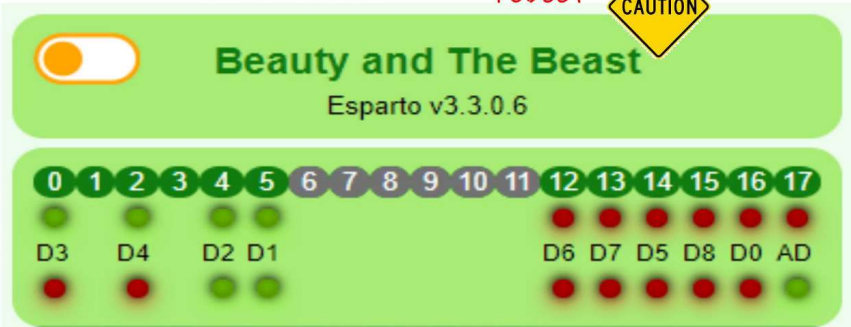 CAUTION
Beauty and The Beast
Esparto v3.3.0.6
0 1 2 3 4 5 6 7 8 9 10 11 12 13 14 15 16 17
D3 D4 D2 D1 D6 D7 D5 D8 D0 AD